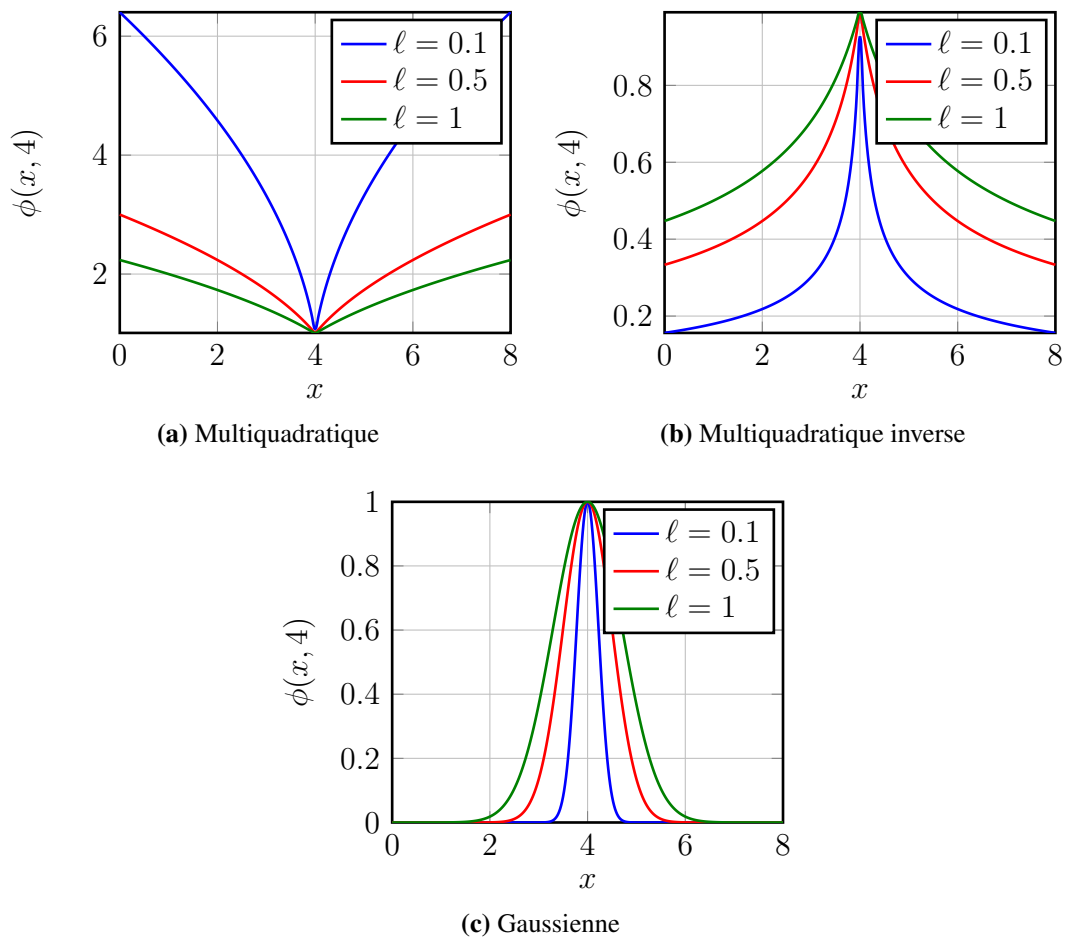 6
4
2
ϕ(x, 4)
ℓ = 0.1
ℓ = 0.5
ℓ = 1
0 2 4 6 8
x
(a) Multiquadratique
0.8
0.6
0.4
0.2
ϕ(x, 4)
ℓ = 0.1
ℓ = 0.5
ℓ = 1
0 2 4 6 8
x
(b) Multiquadratique inverse
1
0.8
0.6
0.4
0.2
0
ϕ(x, 4)
ℓ = 0.1
ℓ = 0.5
ℓ = 1
0 2 4 6 8
x
(c) Gaussienne